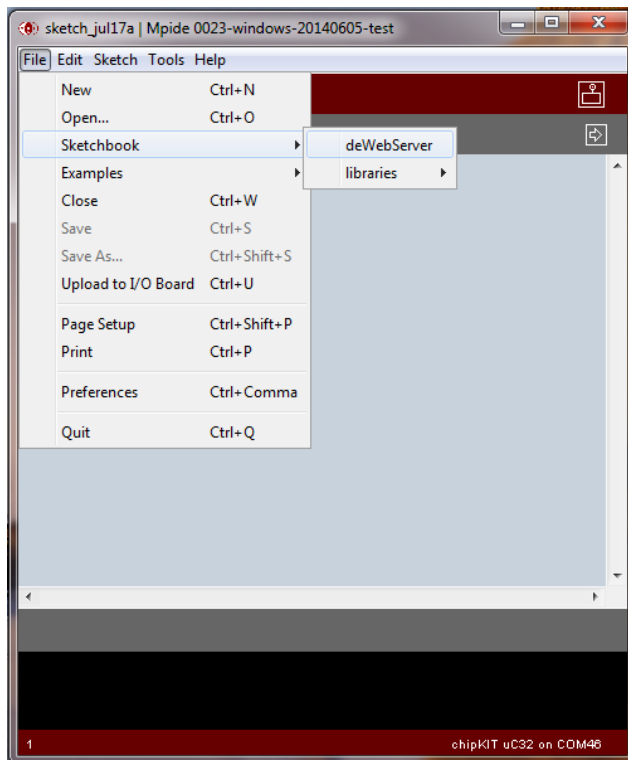 sketch_jul17a | Mpide 0023-windows-20140605-test
File Edit Sketch Tools Help
New Ctrl+N
Open... Ctrl+O
Sketchbook deWebServer
Examples libraries
Close Ctrl+W
Save Ctrl+S
Save As... Ctrl+Shift+S
Upload to I/O Board Ctrl+U
Page Setup Ctrl+Shift+P
Print Ctrl+P
Preferences Ctrl+Comma
Quit Ctrl+Q
1 chipKIT uC32 on COM46